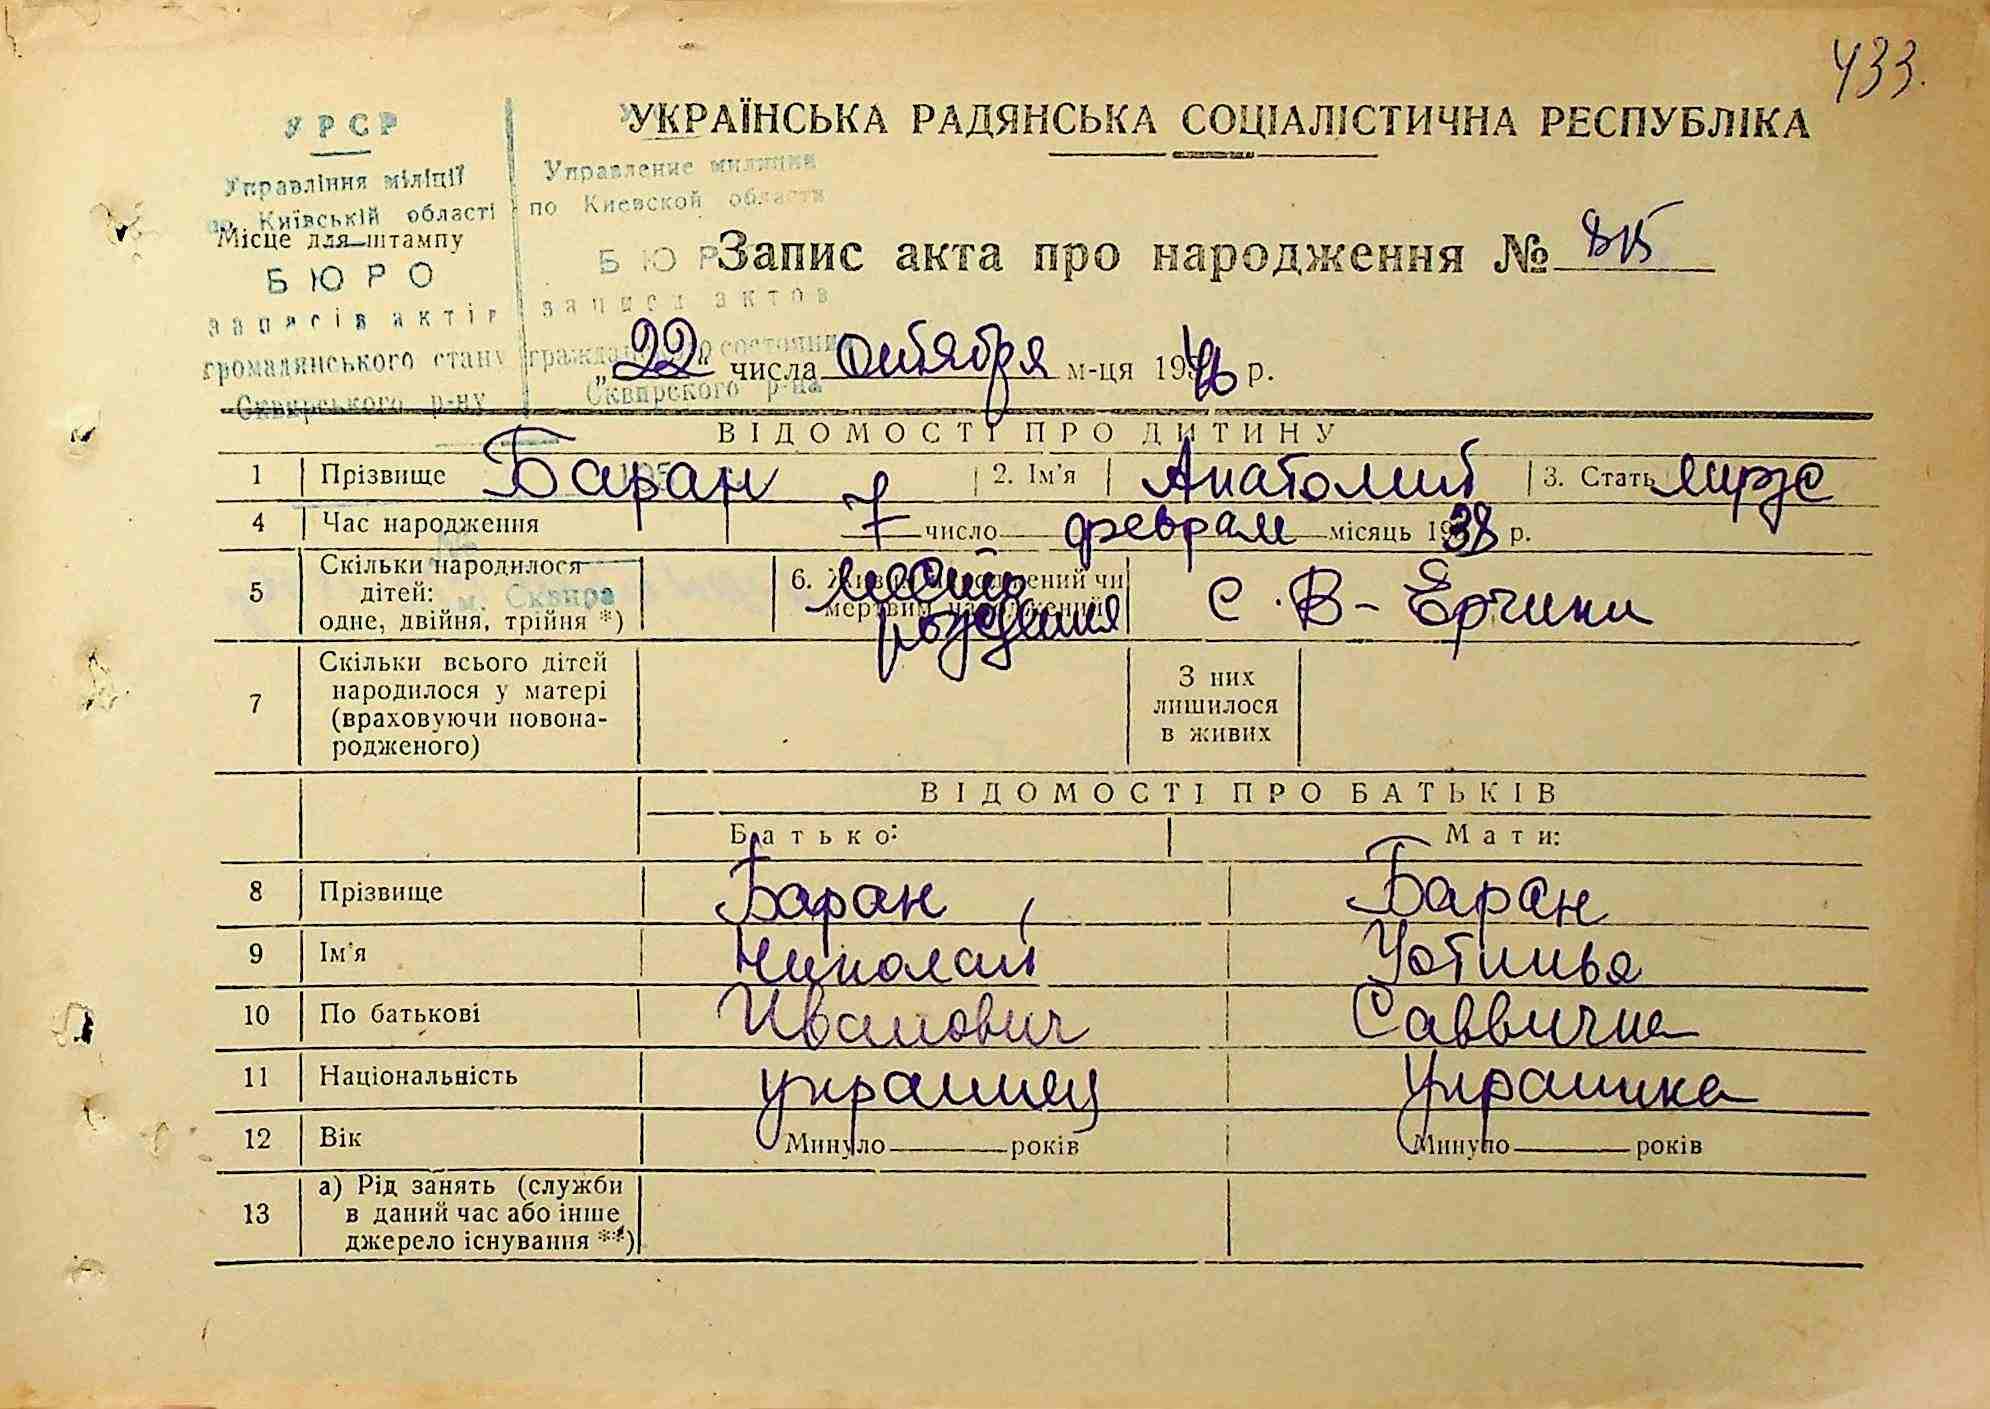 433.
УКРАЇНСЬКА РАДЯНСЬКА СОЦІАЛІСТИЧНА РЕСПУБЛІКА
УРСР
Управління міліції
по Київській області
Місце для штампу
БЮРО
записів актів
громадянського стану
Сквирського р-ну
Управление милиции
по Киевской области
БЮРО
записи актов
гражданского состояния
Сквирского р-на
м. Сквира
Запис акта про народження №
„22 числа Октября м-ця 1946 р.
ВІДОМОСТІ ПРО ДИТИНУ
1 Прізвище Баран 2. Ім'я Анатолий 3. Стать
4 Час народження 7 число феврал місяць 1938 р.
5 Скільки народилося дітей: одне, двійня, трійня *) 6. Живим народжений чи мертвим народжений
рождения с. В-Ерчики
7 Скільки всього дітей народилося у матері (враховуючи новонародженого) З них лишилося в живих
ВІДОМОСТІ ПРО БАТЬКІВ
Батько: Мати:
8 Прізвище Баран Баран
9 Ім'я Николай Устинья
10 По батькові Иванович Саввична
11 Національність украинец Украинка
12 Вік Минуло років Минуло років
13 а) Рід занять (служби
в даний час або інше
джерело існування **)